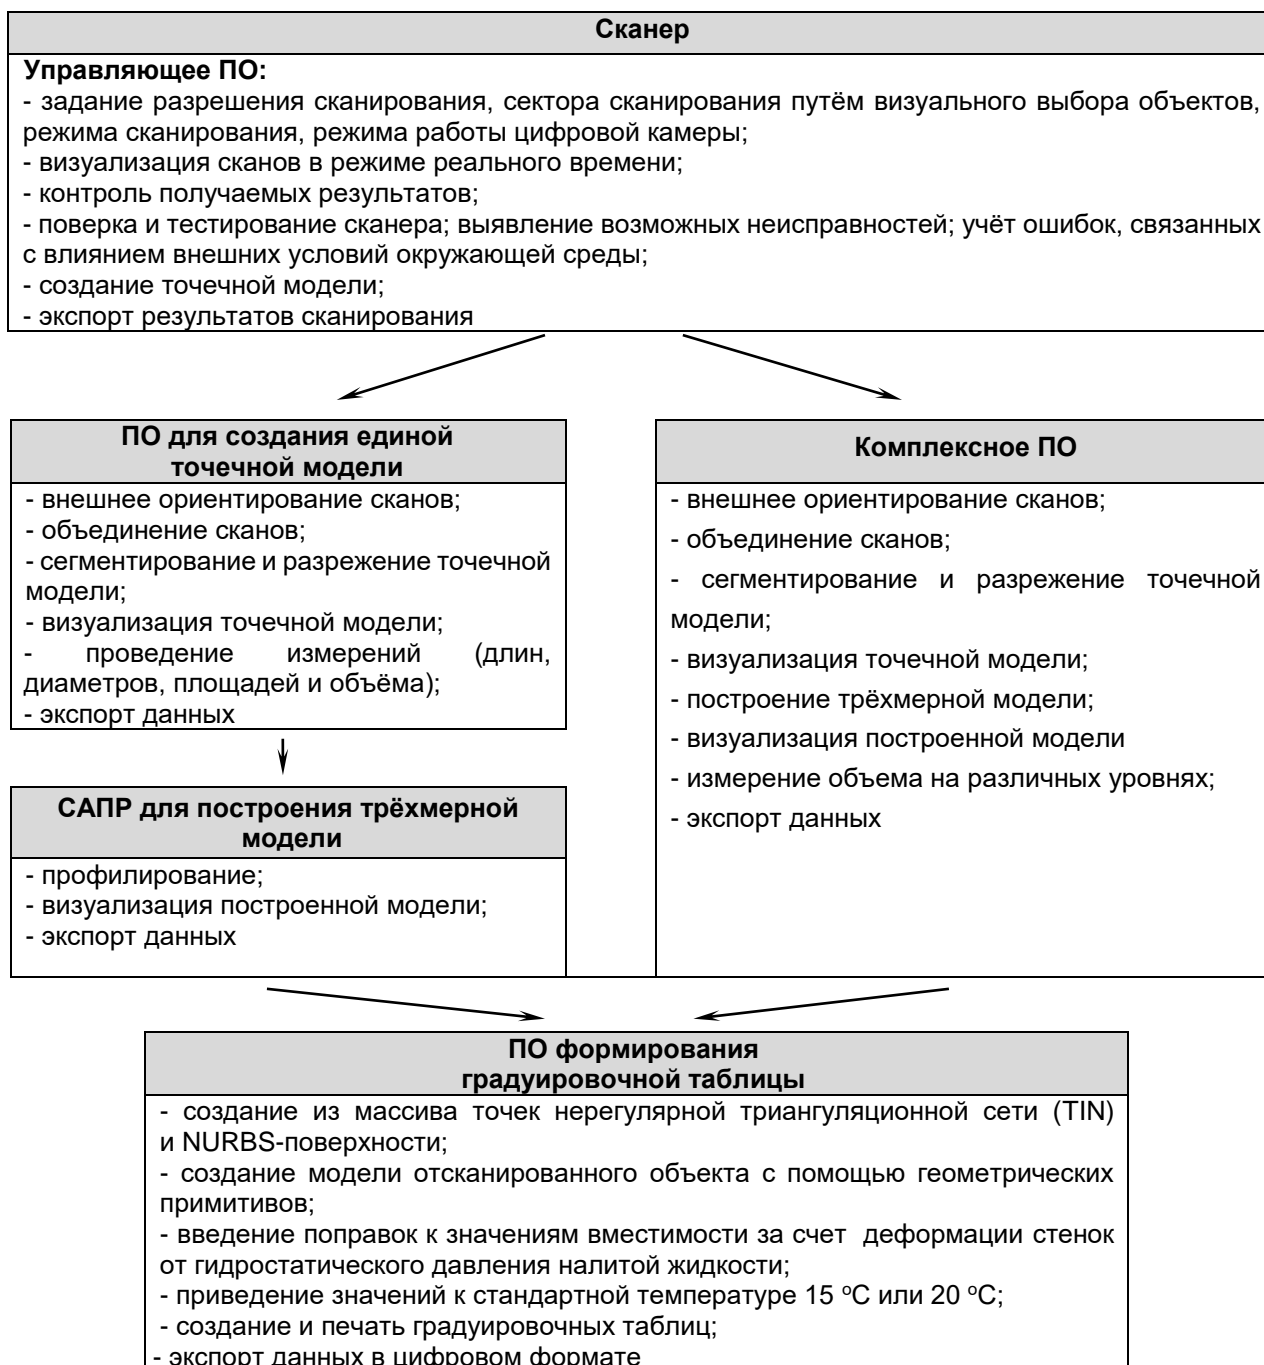 Сканер
Управляющее ПО:
- задание разрешения сканирования, сектора сканирования путём визуального выбора объектов,
режима сканирования, режима работы цифровой камеры;
- визуализация сканов в режиме реального времени;
- контроль получаемых результатов;
- поверка и тестирование сканера; выявление возможных неисправностей; учёт ошибок, связанных
с влиянием внешних условий окружающей среды;
- создание точечной модели;
- экспорт результатов сканирования
ПО для создания единой
точечной модели
- внешнее ориентирование сканов;
- объединение сканов;
- сегментирование и разрежение точечной
модели;
- визуализация точечной модели;
- проведение измерений (длин,
диаметров, площадей и объёма);
- экспорт данных
САПР для построения трёхмерной
модели
- профилирование;
- визуализация построенной модели;
- экспорт данных
Комплексное ПО
- внешнее ориентирование сканов;
- объединение сканов;
- сегментирование и разрежение точечной
модели;
- визуализация точечной модели;
- построение трёхмерной модели;
- визуализация построенной модели
- измерение объема на различных уровнях;
- экспорт данных
ПО формирования
градуировочной таблицы
- создание из массива точек нерегулярной триангуляционной сети (TIN)
и NURBS-поверхности;
- создание модели отсканированного объекта с помощью геометрических
примитивов;
- введение поправок к значениям вместимости за счет деформации стенок
от гидростатического давления налитой жидкости;
- приведение значений к стандартной температуре 15 ºС или 20 ºС;
- создание и печать градуировочных таблиц;
- экспорт данных в цифровом формате